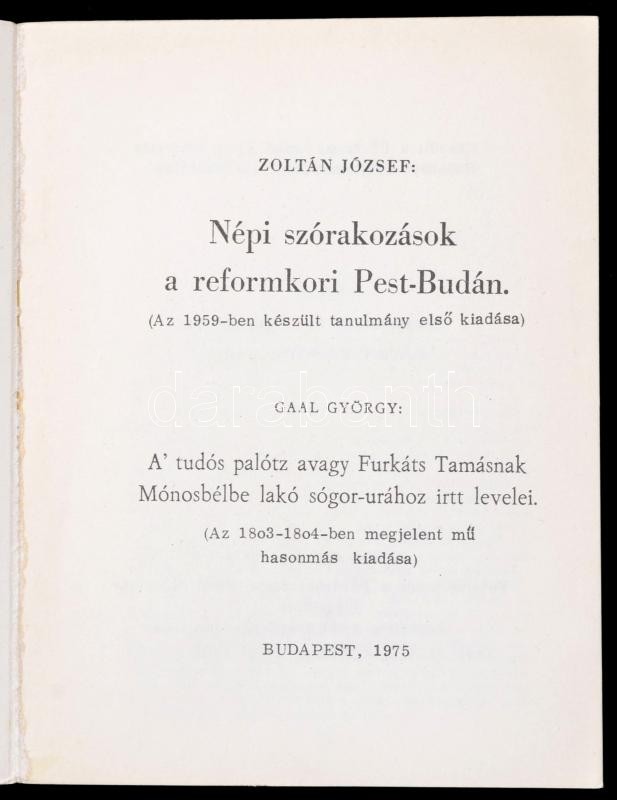 ZOLTÁN JÓZSEF:
Népi szórakozások
a reformkori Pest-Budán.
(Az 1959-ben készült tanulmány első kiadása)
darabanth
GAAL GYÖRGY:
A' tudós palótz avagy Furkáts Tamásnak
Mónosbélbe lakó sógor-urához irtt levelei.
(Az 18o3-18o4-ben megjelent mű
hasonmás kiadása)
BUDAPEST, 1975